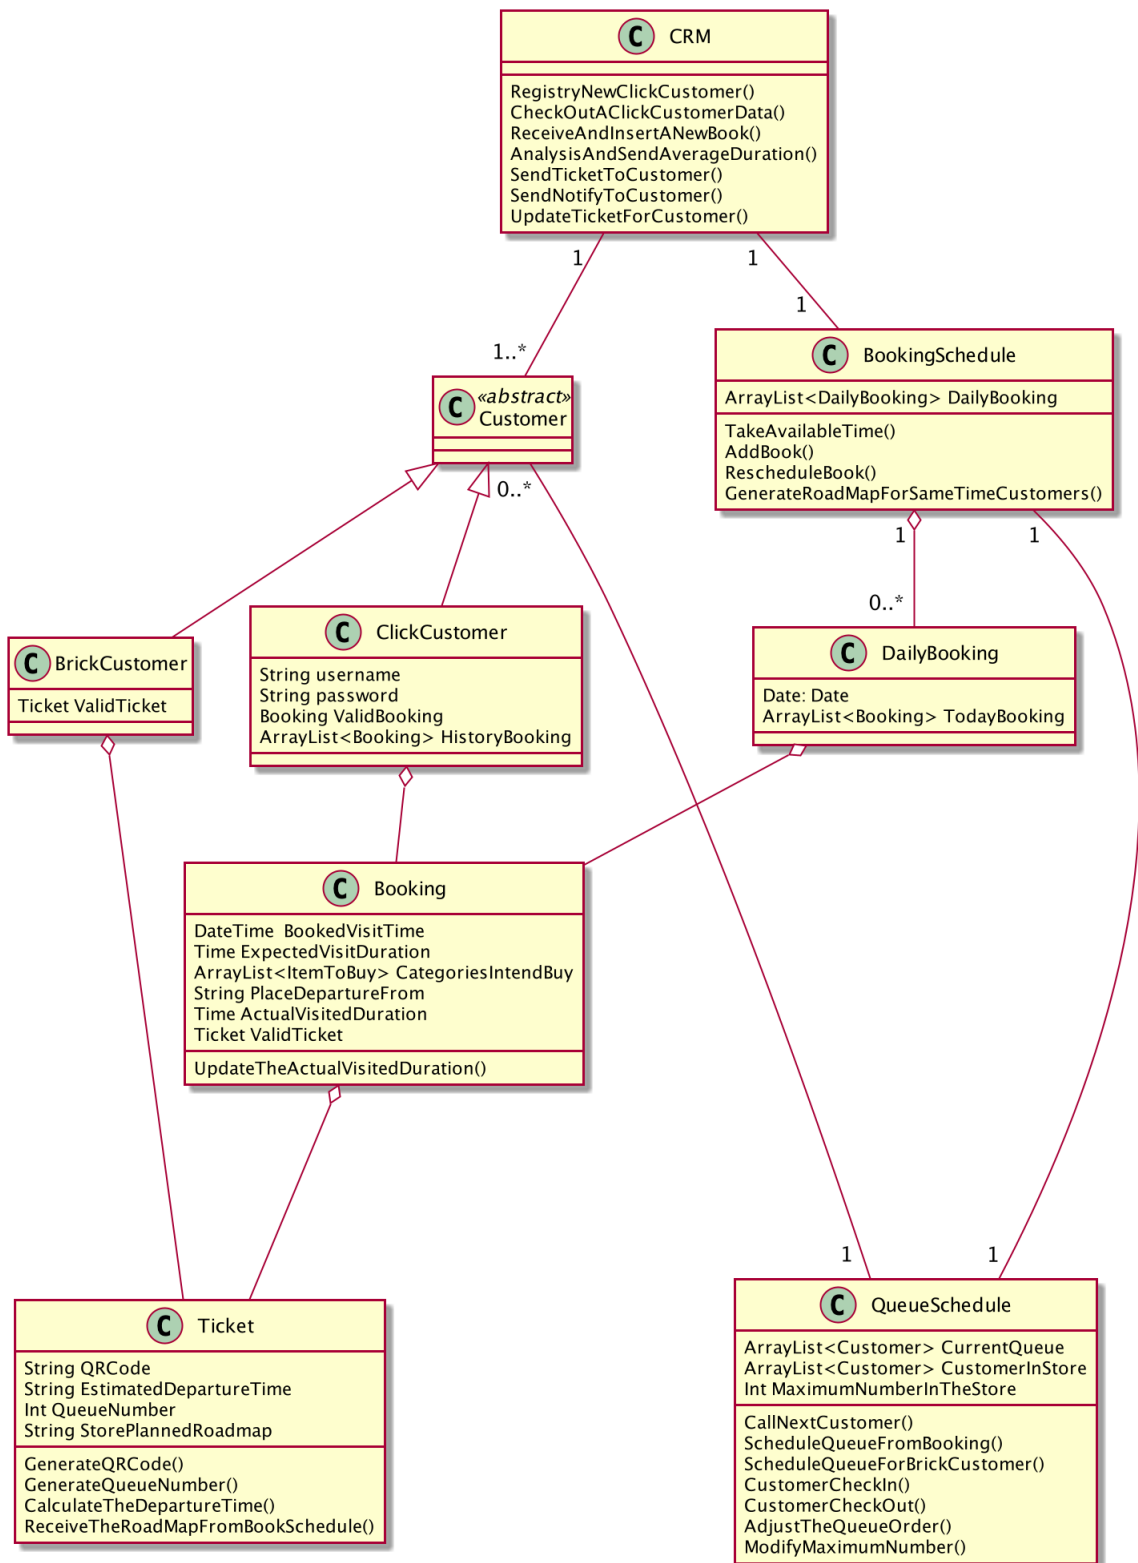 C CRM
RegistryNewClickCustomer()
CheckOutAClickCustomerData()
ReceiveAndInsertANewBook()
AnalysisAndSendAverageDuration()
SendTicketToCustomer()
SendNotifyToCustomer()
UpdateTicketForCustomer()
1
1
1
1..*
C BookingSchedule
ArrayList<DailyBooking> DailyBooking
TakeAvailableTime()
AddBook()
RescheduleBook()
GenerateRoadMapForSameTimeCustomers()
C «abstract»
Customer
0..*
1
1
0..*
C BrickCustomer
Ticket ValidTicket
C ClickCustomer
String username
String password
Booking ValidBooking
ArrayList<Booking> HistoryBooking
C DailyBooking
Date: Date
ArrayList<Booking> TodayBooking
C Booking
DateTime  BookedVisitTime
Time ExpectedVisitDuration
ArrayList<ItemToBuy> CategoriesIntendBuy
String PlaceDepartureFrom
Time ActualVisitedDuration
Ticket ValidTicket
UpdateTheActualVisitedDuration()
1
1
C Ticket
String QRCode
String EstimatedDepartureTime
Int QueueNumber
String StorePlannedRoadmap
GenerateQRCode()
GenerateQueueNumber()
CalculateTheDepartureTime()
ReceiveTheRoadMapFromBookSchedule()
C QueueSchedule
ArrayList<Customer> CurrentQueue
ArrayList<Customer> CustomerInStore
Int MaximumNumberInTheStore
CallNextCustomer()
ScheduleQueueFromBooking()
ScheduleQueueForBrickCustomer()
CustomerCheckIn()
CustomerCheckOut()
AdjustTheQueueOrder()
ModifyMaximumNumber()